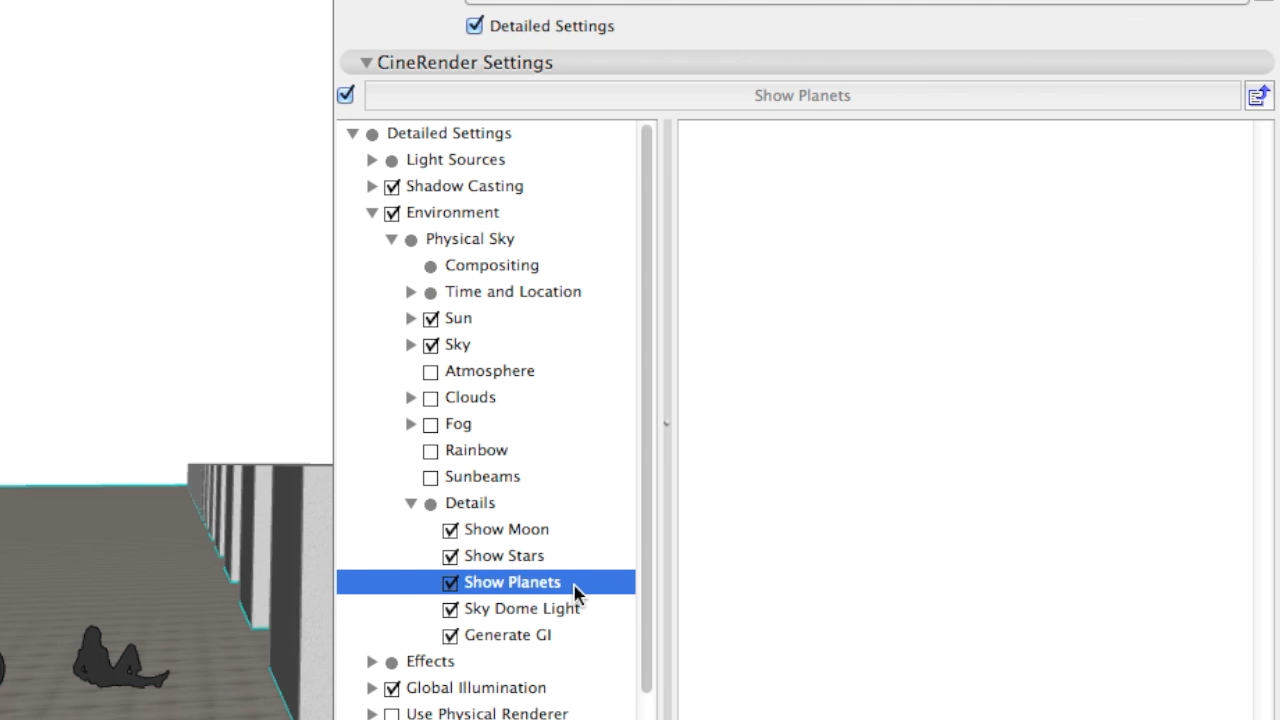 Detailed Settings
CineRender Settings
Show Planets
Detailed Settings
Light Sources
Shadow Casting
Environment
Physical Sky
Compositing
Time and Location
Sun
Sky
Atmosphere
Clouds
Fog
Rainbow
Sunbeams
Details
Show Moon
Show Stars
Show Planets
Sky Dome Light
Generate GI
Effects
Global Illumination
Use Physical Renderer